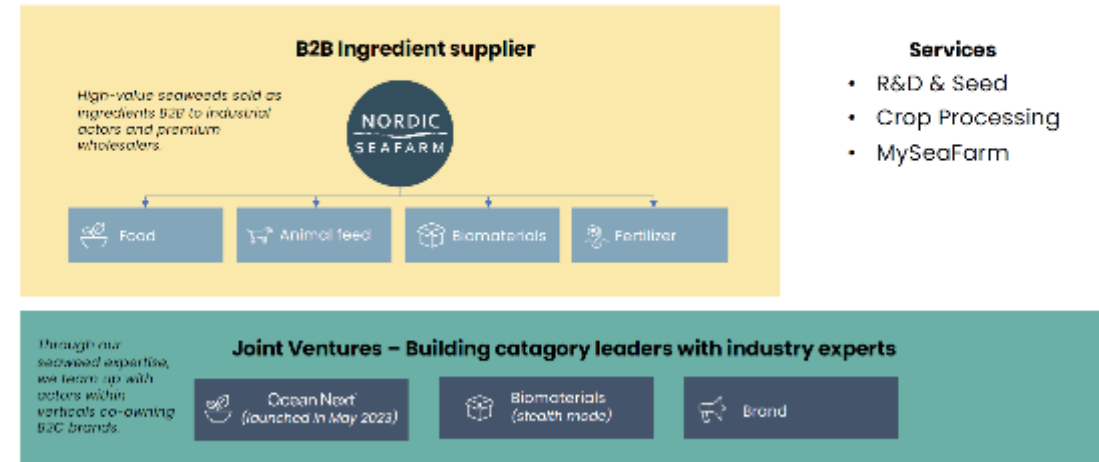 B2B Ingredient supplier
High-value seaweeds sold as
ingredients B2B to industrial
actors and premium
wholesalers.
NORDIC
SEAFARM
Food
Animal feed
Biomaterials
Fertilizer
Services
• R&D & Seed
• Crop Processing
• MySeaFarm
Through our
seaweed expertise,
we team up with
actors within
verticals co-owning
B2C brands.
Joint Ventures – Building catagory leaders with industry experts
Ocean Next
(launched in May 2023)
Biomaterials
(stealth mode)
Brand